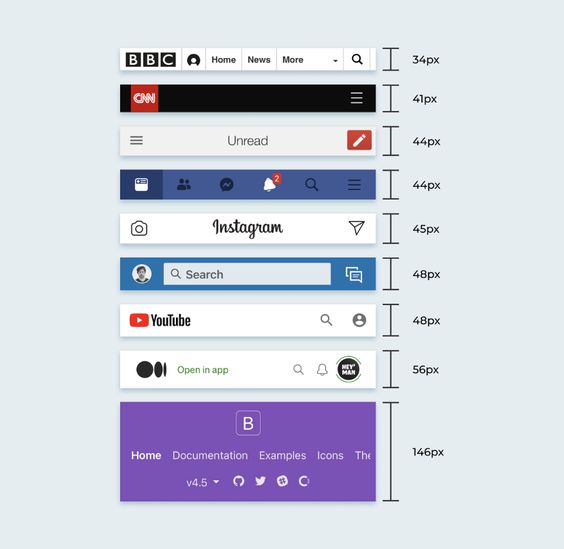 BBC Home News More 34px
CNN 41px
Unread 44px
2 44px
Instagram 45px
Search 48px
YouTube 48px
Open in app HEY' MAN 56px
B
Home Documentation Examples Icons The
146px
v4.5